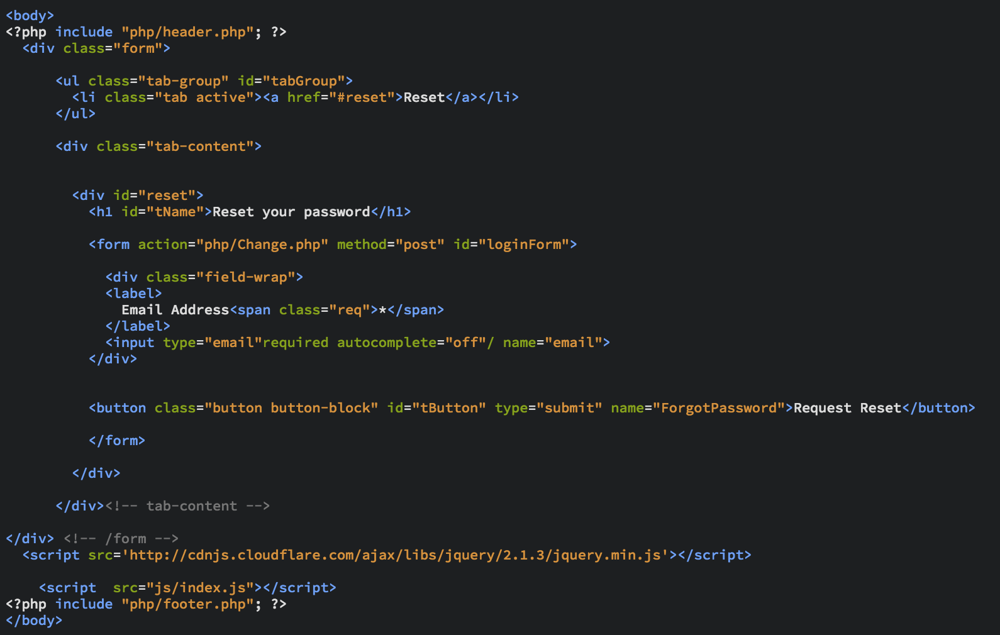 <body>
<?php include "php/header.php"; ?>
<div class="form">
<ul class="tab-group" id="tabGroup">
<li class="tab active"><a href="#reset">Reset</a></li>
</ul>
<div class="tab-content">
<div id="reset">
<h1 id="tName">Reset your password</h1>
<form action="php/Change.php" method="post" id="loginForm">
<div class="field-wrap">
<label>
Email Address<span class="req">*</span>
</label>
<input type="email"required autocomplete="off"/ name="email">
</div>
<button class="button button-block" id="tButton" type="submit" name="ForgotPassword">Request Reset</button>
</form>
</div>
</div><!-- tab-content -->
</div> <!-- /form -->
<script src='http://cdnjs.cloudflare.com/ajax/libs/jquery/2.1.3/jquery.min.js'></script>
<script  src="js/index.js"></script>
<?php include "php/footer.php"; ?>
</body>